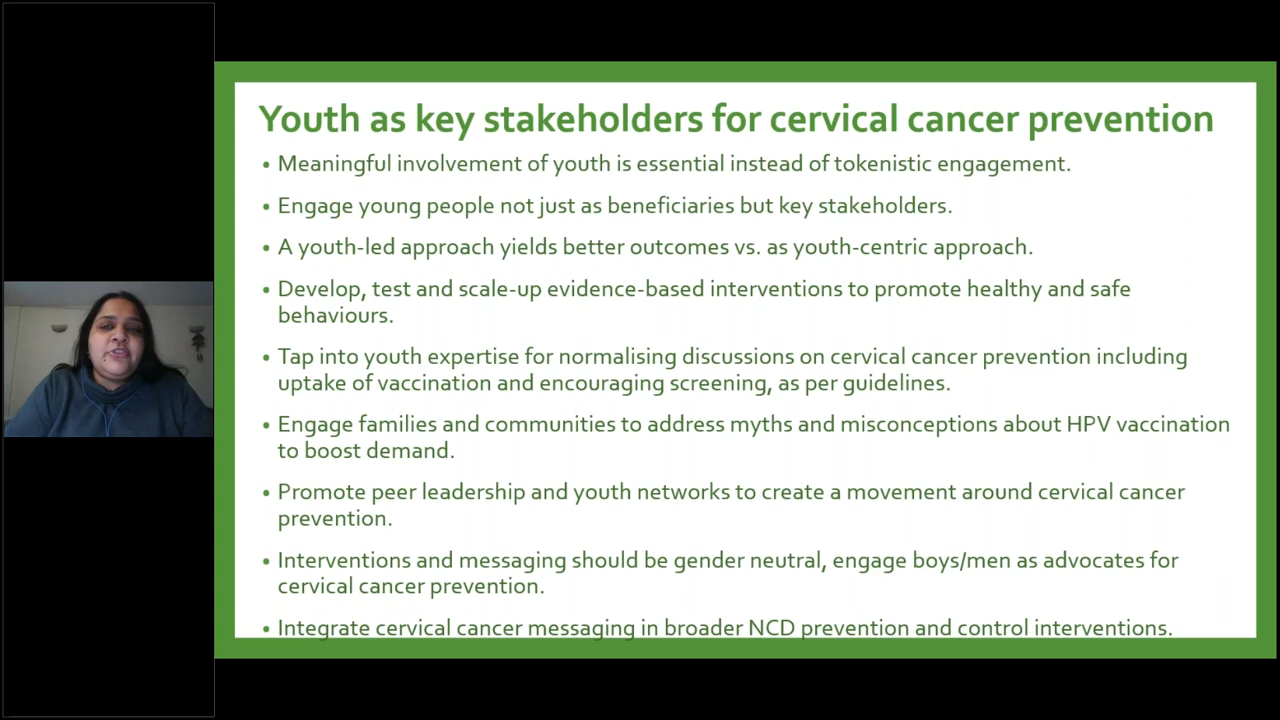 Youth as key stakeholders for cervical cancer prevention
• Meaningful involvement of youth is essential instead of tokenistic engagement.
• Engage young people not just as beneficiaries but key stakeholders.
• A youth-led approach yields better outcomes vs. as youth-centric approach.
• Develop, test and scale-up evidence-based interventions to promote healthy and safe
behaviours.
• Tap into youth expertise for normalising discussions on cervical cancer prevention including
uptake of vaccination and encouraging screening, as per guidelines.
• Engage families and communities to address myths and misconceptions about HPV vaccination
to boost demand.
• Promote peer leadership and youth networks to create a movement around cervical cancer
prevention.
• Interventions and messaging should be gender neutral, engage boys/men as advocates for
cervical cancer prevention.
• Integrate cervical cancer messaging in broader NCD prevention and control interventions.